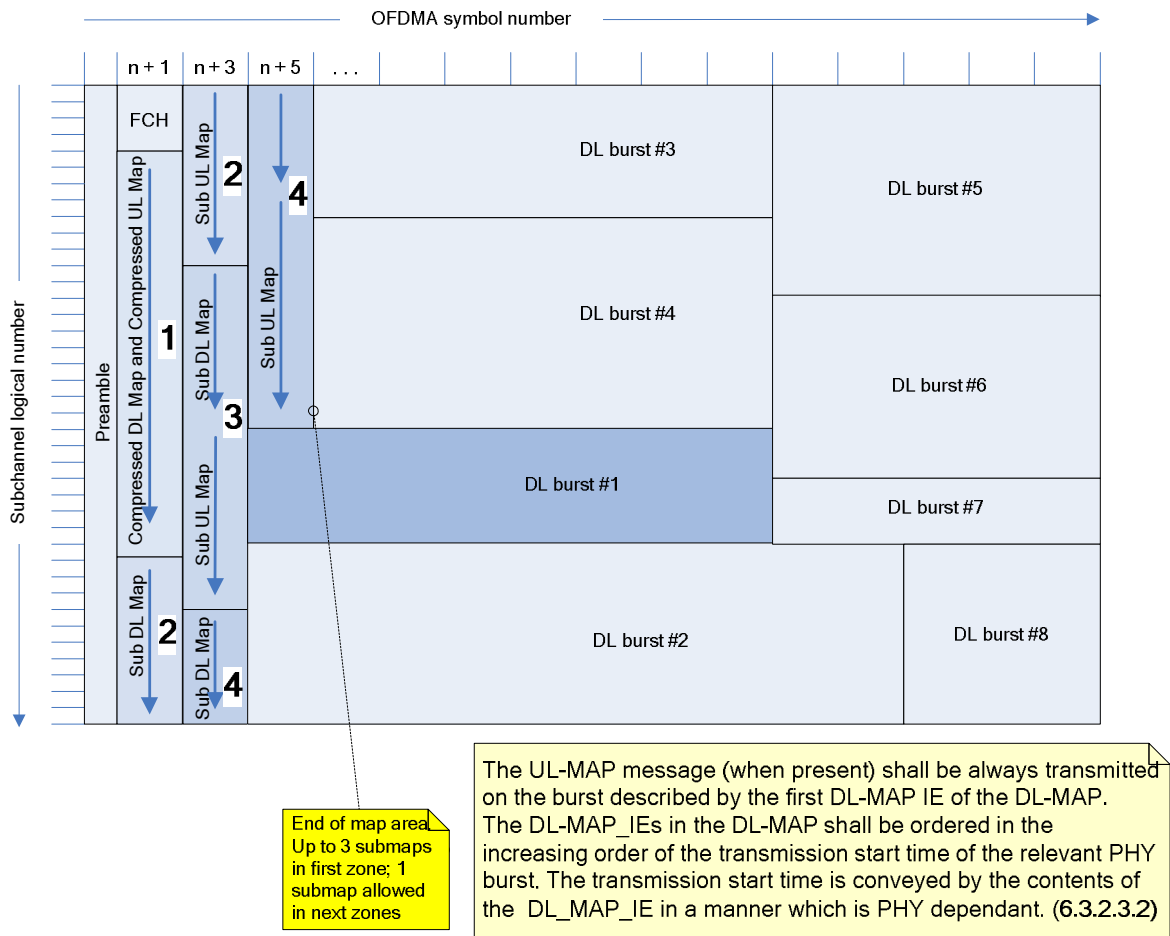 OFDMA symbol number
n + 1
n + 3
n + 5
. . .
Subchannel logical number
Preamble
FCH
Compressed DL Map and Compressed UL Map
1
Sub DL Map
2
Sub UL Map
2
Sub DL Map
3
Sub UL Map
Sub DL Map
4
4
Sub UL Map
DL burst #3
DL burst #5
DL burst #4
DL burst #6
DL burst #1
DL burst #7
DL burst #2
DL burst #8
End of map area.
Up to 3 submaps
in first zone; 1
submap allowed
in next zones
The UL-MAP message (when present) shall be always transmitted
on the burst described by the first DL-MAP IE of the DL-MAP.
The DL-MAP_IEs in the DL-MAP shall be ordered in the
increasing order of the transmission start time of the relevant PHY
burst. The transmission start time is conveyed by the contents of
the DL_MAP_IE in a manner which is PHY dependant. (6.3.2.3.2)